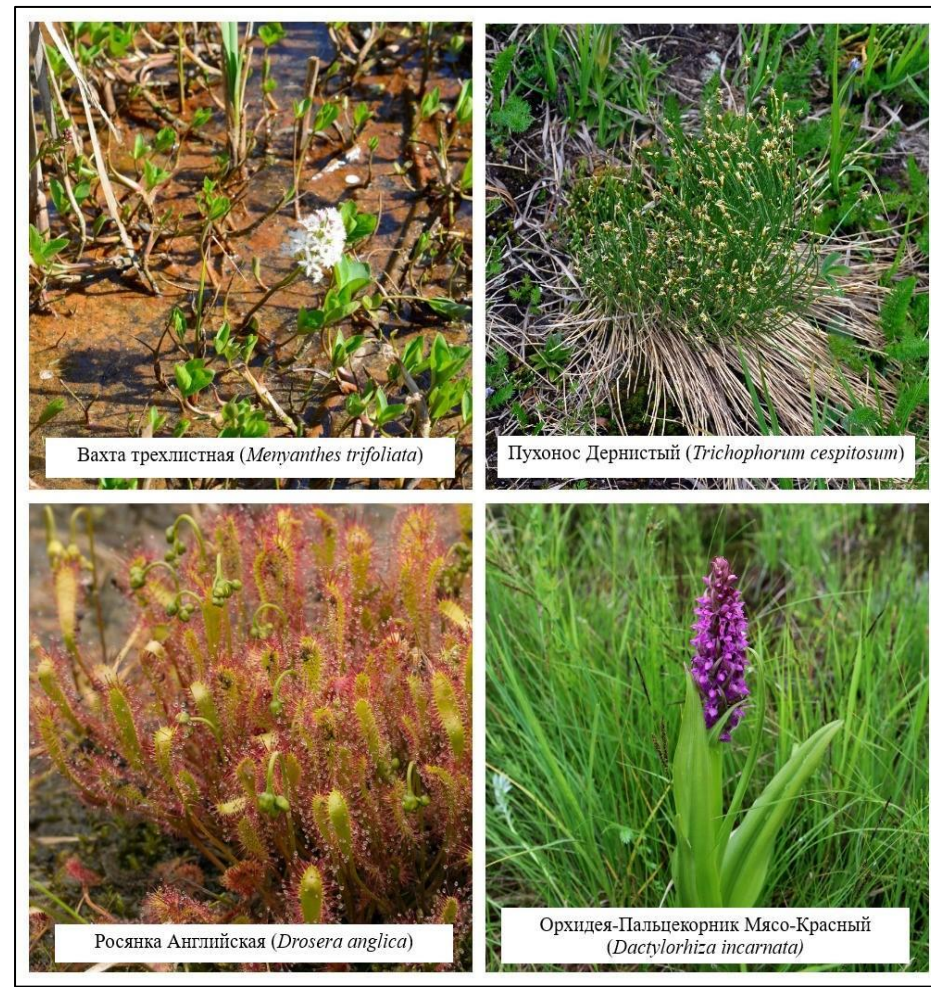 Вахта трехлистная (Menyanthes trifoliata)
Пухонос Дернистый (Trichophorum cespitosum)
Росянка Английская (Drosera anglica)
Орхидея-Пальцекорник Мясо-Красный
(Dactylorhiza incarnata)